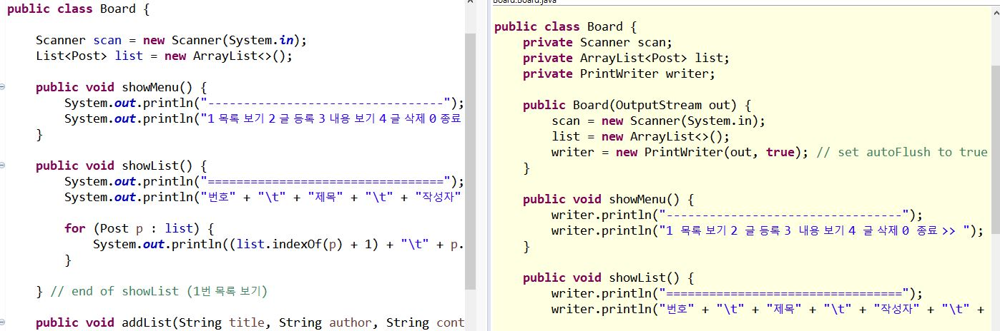 public class Board {
Scanner scan = new Scanner(System.in);
List<Post> list = new ArrayList<>();
public void showMenu() {
System.out.println("---------------------------------");
System.out.println("1 목록 보기 2 글 등록 3 내용 보기 4 글 삭제 0 종료
}
public void showList() {
System.out.println("=================================");
System.out.println("번호" + "\t" + "제목" + "\t" + "작성자"
for (Post p : list) {
System.out.println((list.indexOf(p) + 1) + "\t" + p.
}
} // end of showList (1번 목록 보기)
public void addList(String title, String author, String cont
Board.Board.java
public class Board {
private Scanner scan;
private ArrayList<Post> list;
private PrintWriter writer;
public Board(OutputStream out) {
scan = new Scanner(System.in);
list = new ArrayList<>();
writer = new PrintWriter(out, true); // set autoFlush to true
}
public void showMenu() {
writer.println("---------------------------------");
writer.println("1 목록 보기 2 글 등록 3 내용 보기 4 글 삭제 0 종료 >> ");
}
public void showList() {
writer.println("=================================");
writer.println("번호" + "\t" + "제목" + "\t" + "작성자" + "\t" +